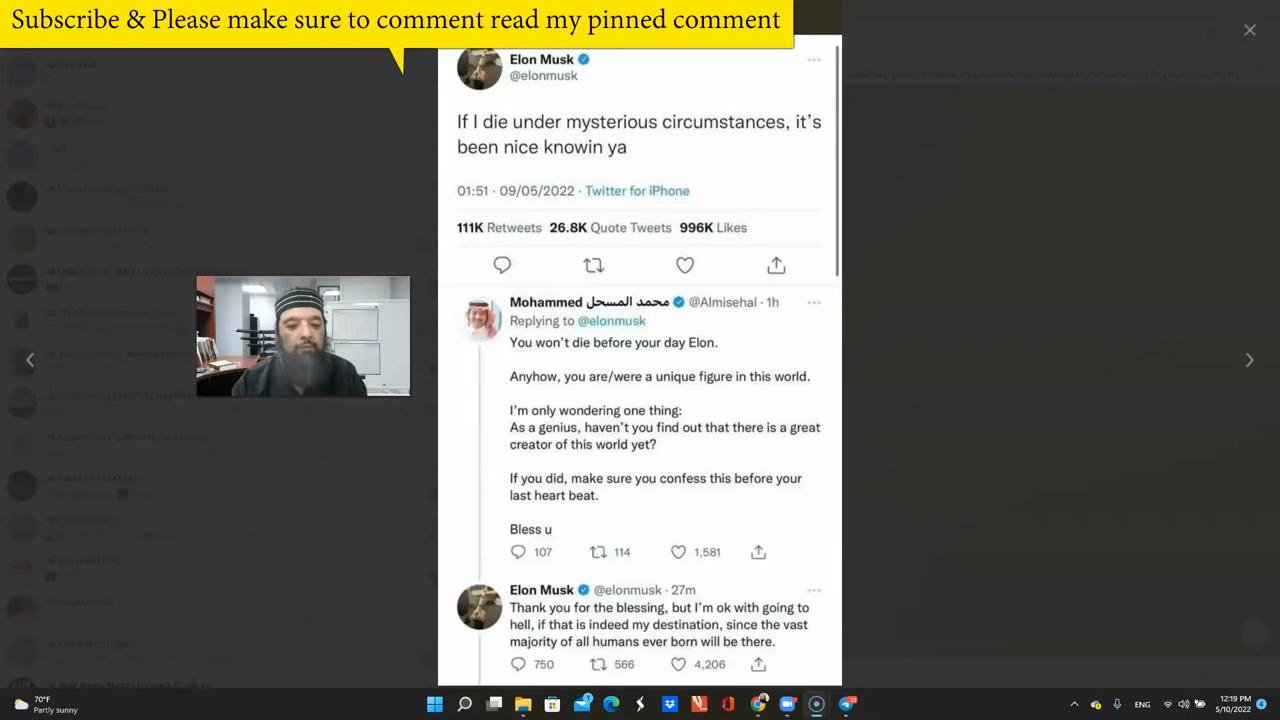 Subscribe & Please make sure to comment read my pinned comment
Elon Musk
@elonmusk
If I die under mysterious circumstances, it's
been nice knowin ya
01:51 · 09/05/2022 · Twitter for iPhone
111K Retweets 26.8K Quote Tweets 996K Likes
Mohammed محمد المسحل @Almisehal · 1h
Replying to @elonmusk
You won't die before your day Elon.
Anyhow, you are/were a unique figure in this world.
I'm only wondering one thing:
As a genius, haven't you find out that there is a great
creator of this world yet?
If you did, make sure you confess this before your
last heart beat.
Bless u
107 114 1,581
Elon Musk @elonmusk · 27m
Thank you for the blessing, but I'm ok with going to
hell, if that is indeed my destination, since the vast
majority of all humans ever born will be there.
750 566 4,206
70°F
Partly sunny
ENG
12:19 PM
5/10/2022